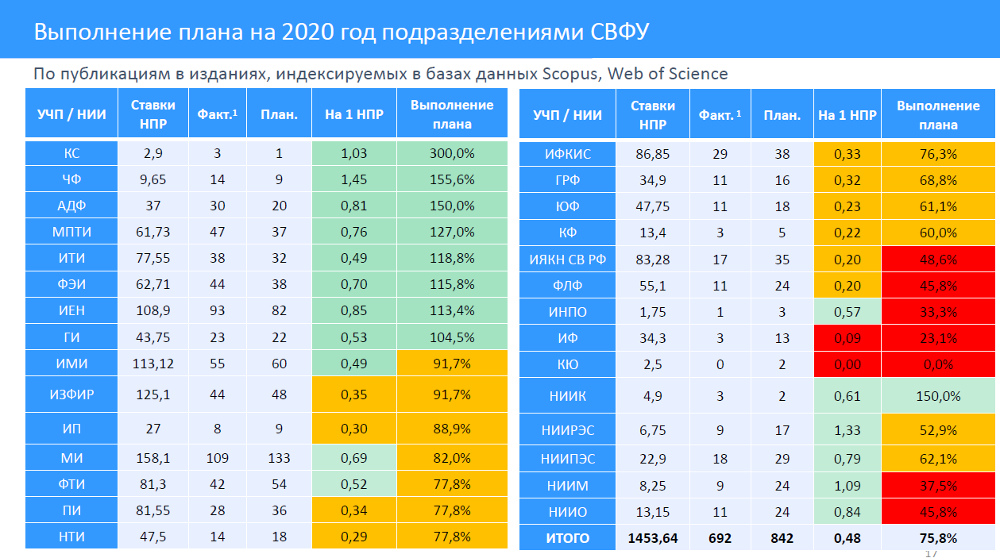 Выполнение плана на 2020 год подразделениями СВФУ
По публикациям в изданиях, индексируемых в базах данных Scopus, Web of Science
УЧП / НИИ Ставки НПР Факт.¹ План. На 1 НПР Выполнение плана
КС 2,9 3 1 1,03 300,0%
ЧФ 9,65 14 9 1,45 155,6%
АДФ 37 30 20 0,81 150,0%
МПТИ 61,73 47 37 0,76 127,0%
ИТИ 77,55 38 32 0,49 118,8%
ФЭИ 62,71 44 38 0,70 115,8%
ИЕН 108,9 93 82 0,85 113,4%
ГИ 43,75 23 22 0,53 104,5%
ИМИ 113,12 55 60 0,49 91,7%
ИЗФИР 125,1 44 48 0,35 91,7%
ИП 27 8 9 0,30 88,9%
МИ 158,1 109 133 0,69 82,0%
ФТИ 81,3 42 54 0,52 77,8%
ПИ 81,55 28 36 0,34 77,8%
НТИ 47,5 14 18 0,29 77,8%
УЧП / НИИ Ставки НПР Факт. ¹ План. На 1 НПР Выполнение плана
ИФКИС 86,85 29 38 0,33 76,3%
ГРФ 34,9 11 16 0,32 68,8%
ЮФ 47,75 11 18 0,23 61,1%
КФ 13,4 3 5 0,22 60,0%
ИЯКН СВ РФ 83,28 17 35 0,20 48,6%
ФЛФ 55,1 11 24 0,20 45,8%
ИНПО 1,75 1 3 0,57 33,3%
ИФ 34,3 3 13 0,09 23,1%
КЮ 2,5 0 2 0,00 0,0%
НИИК 4,9 3 2 0,61 150,0%
НИИРЭС 6,75 9 17 1,33 52,9%
НИИПЭС 22,9 18 29 0,79 62,1%
НИИМ 8,25 9 24 1,09 37,5%
НИИО 13,15 11 24 0,84 45,8%
ИТОГО 1453,64 692 842 0,48 75,8%
17